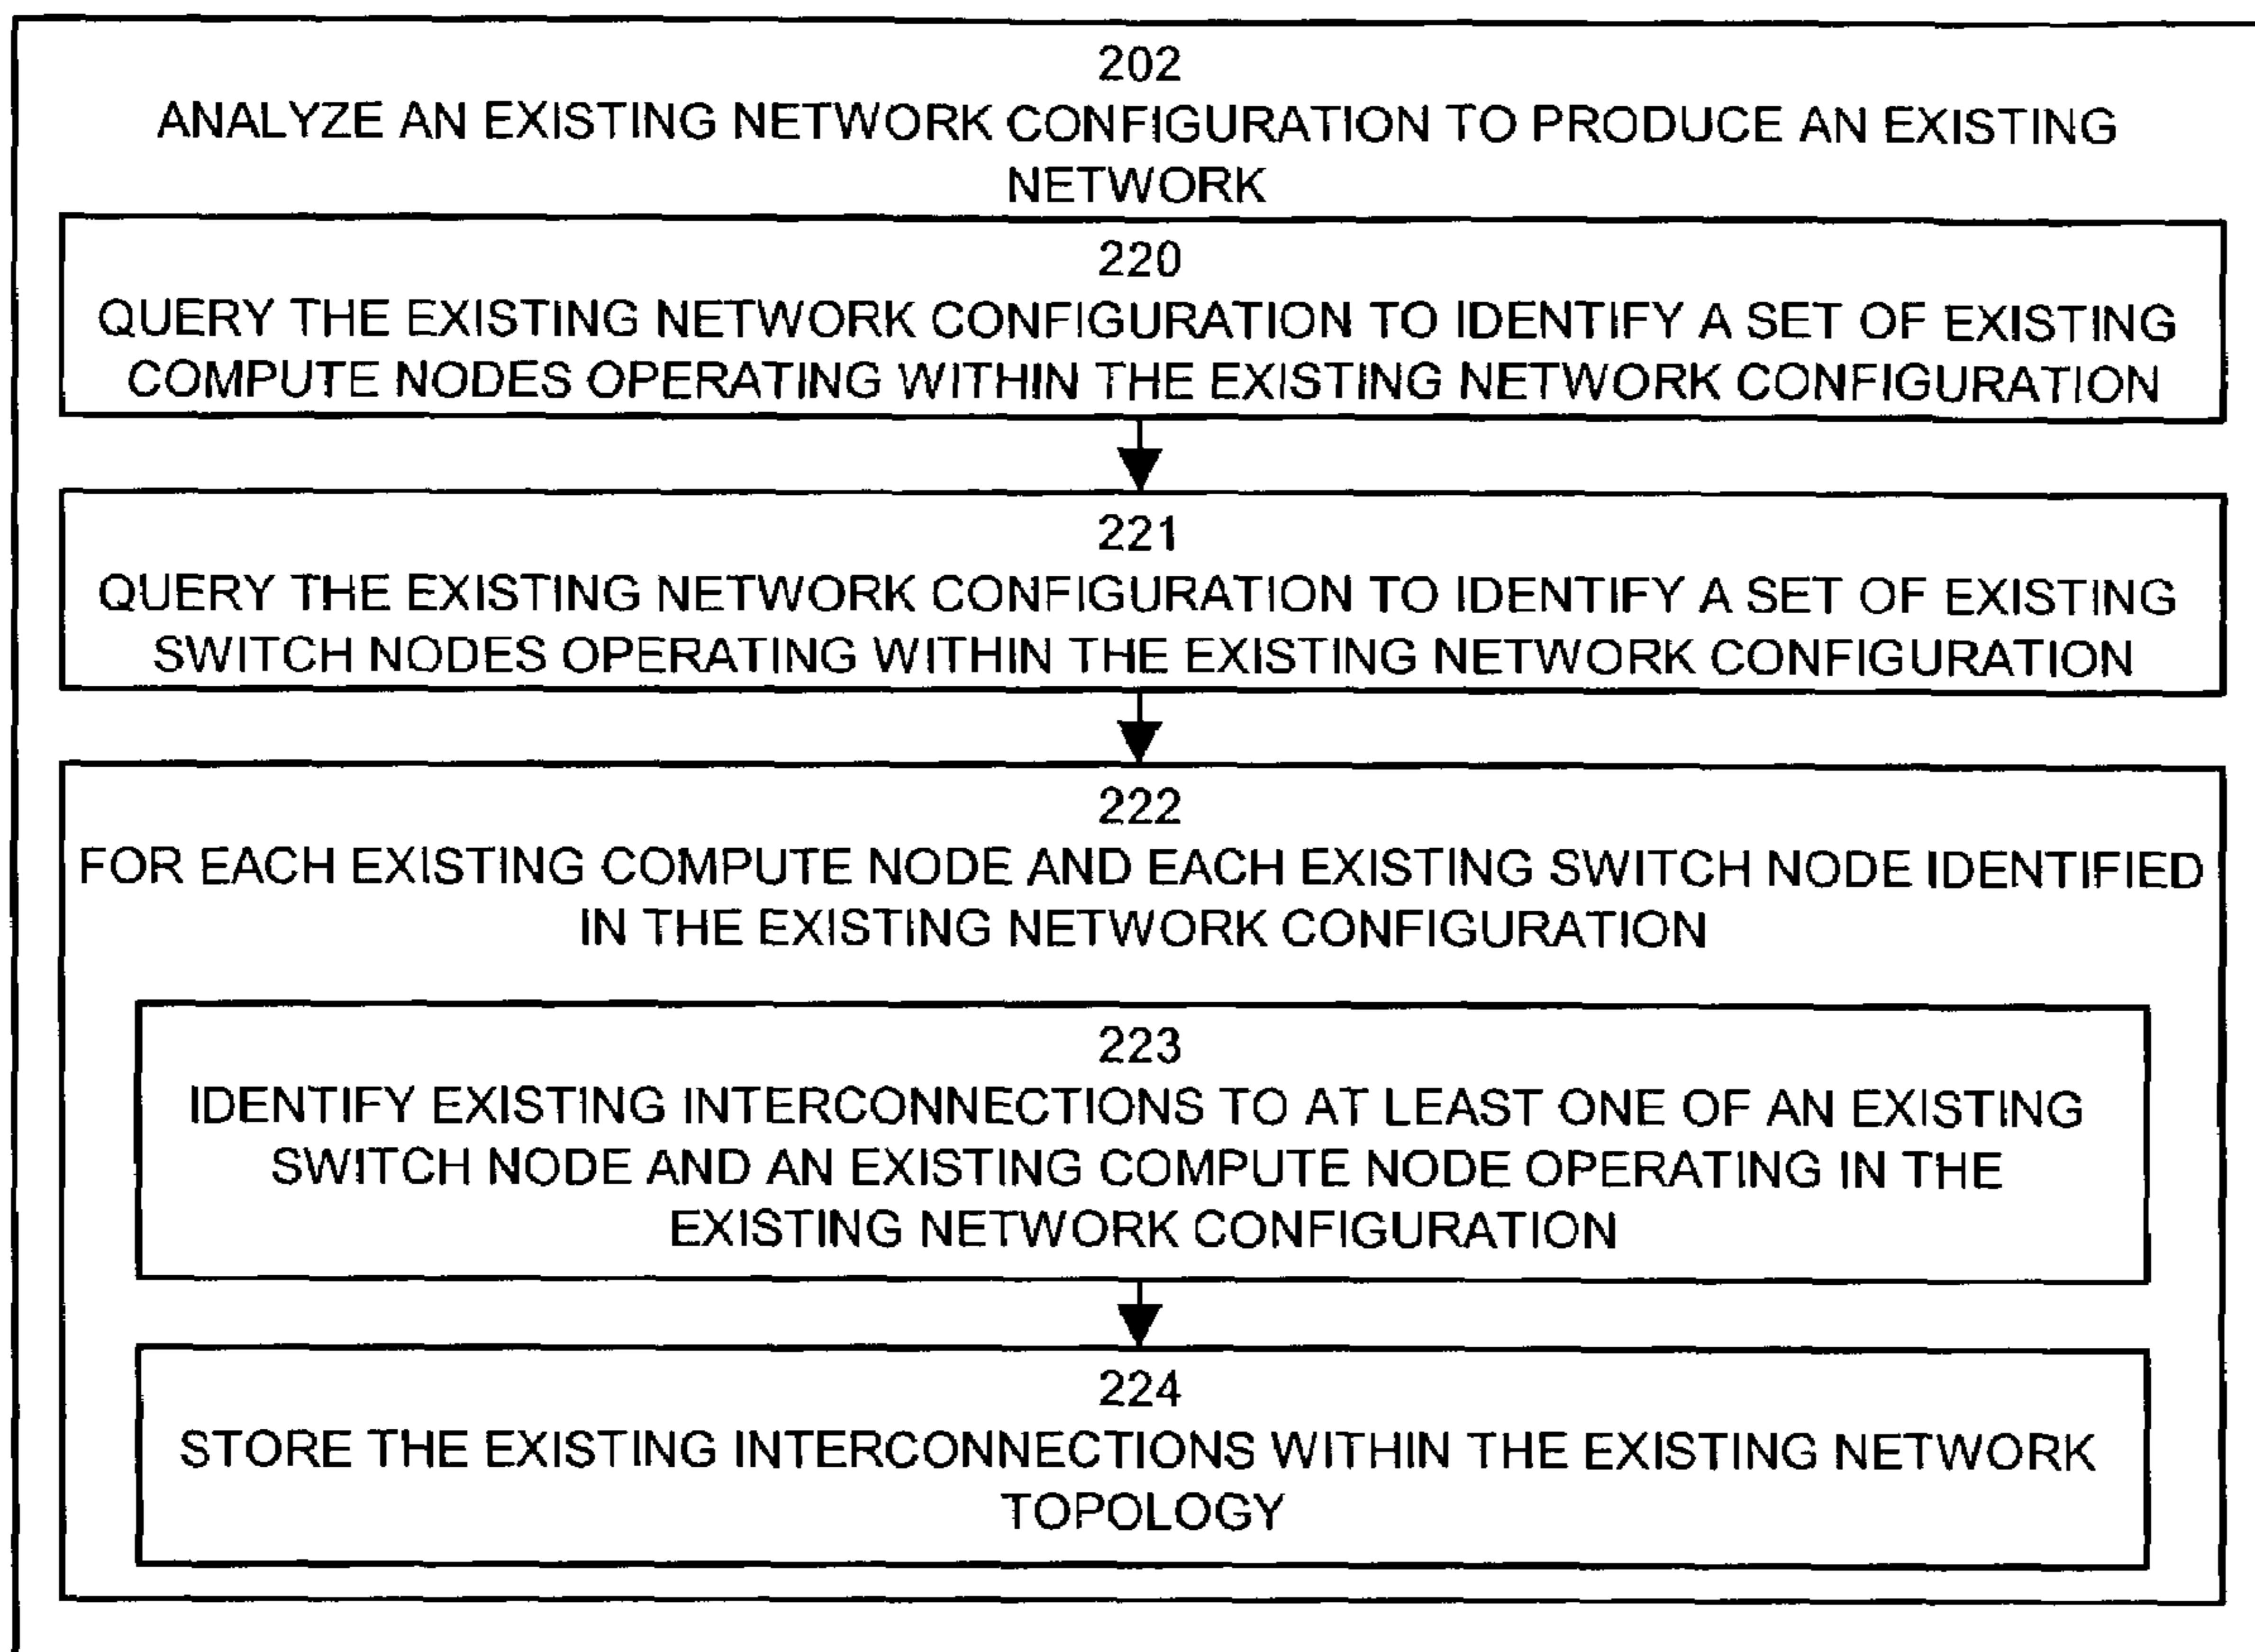 202
ANALYZE AN EXISTING NETWORK CONFIGURATION TO PRODUCE AN EXISTING
NETWORK
220
QUERY THE EXISTING NETWORK CONFIGURATION TO IDENTIFY A SET OF EXISTING
COMPUTE NODES OPERATING WITHIN THE EXISTING NETWORK CONFIGURATION
221
QUERY THE EXISTING NETWORK CONFIGURATION TO IDENTIFY A SET OF EXISTING
SWITCH NODES OPERATING WITHIN THE EXISTING NETWORK CONFIGURATION
222
FOR EACH EXISTING COMPUTE NODE AND EACH EXISTING SWITCH NODE IDENTIFIED
IN THE EXISTING NETWORK CONFIGURATION
223
IDENTIFY EXISTING INTERCONNECTIONS TO AT LEAST ONE OF AN EXISTING
SWITCH NODE AND AN EXISTING COMPUTE NODE OPERATING IN THE
EXISTING NETWORK CONFIGURATION
224
STORE THE EXISTING INTERCONNECTIONS WITHIN THE EXISTING NETWORK
TOPOLOGY